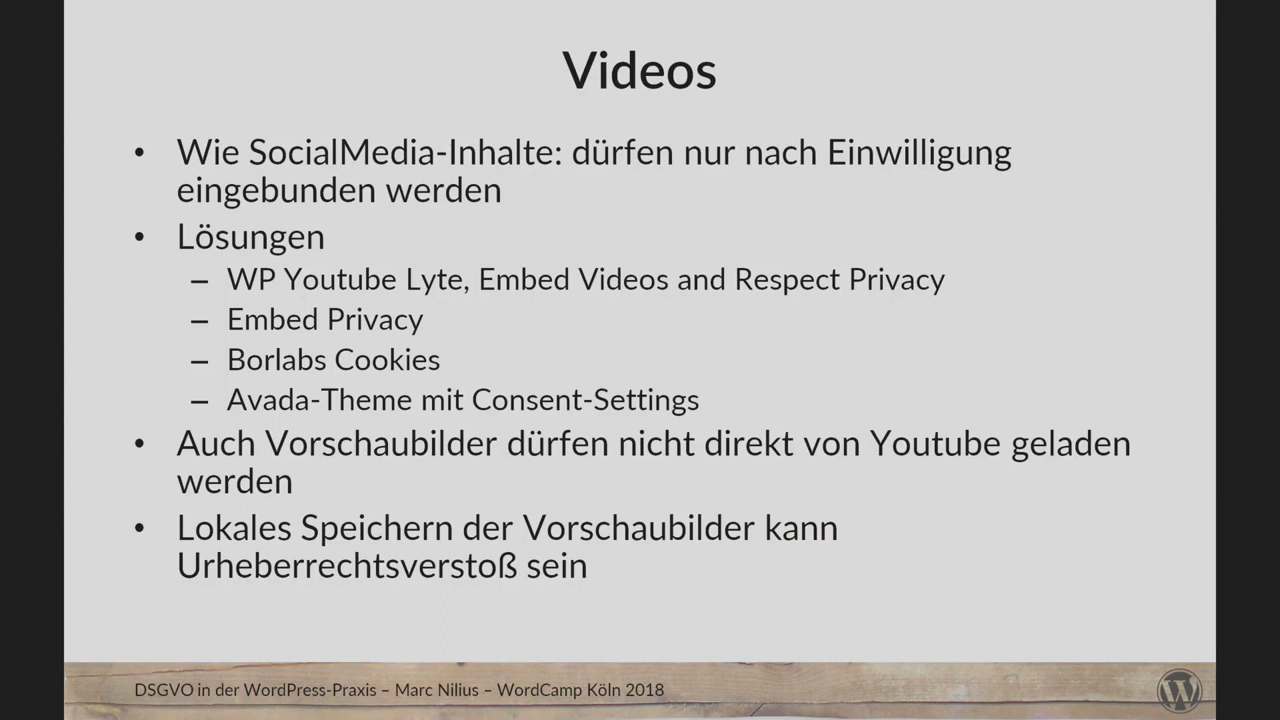 Videos
• Wie SocialMedia-Inhalte: dürfen nur nach Einwilligung
eingebunden werden
• Lösungen
– WP Youtube Lyte, Embed Videos and Respect Privacy
– Embed Privacy
– Borlabs Cookies
– Avada-Theme mit Consent-Settings
• Auch Vorschaubilder dürfen nicht direkt von Youtube geladen
werden
• Lokales Speichern der Vorschaubilder kann
Urheberrechtsverstoß sein
DSGVO in der WordPress-Praxis – Marc Nilius – WordCamp Köln 2018